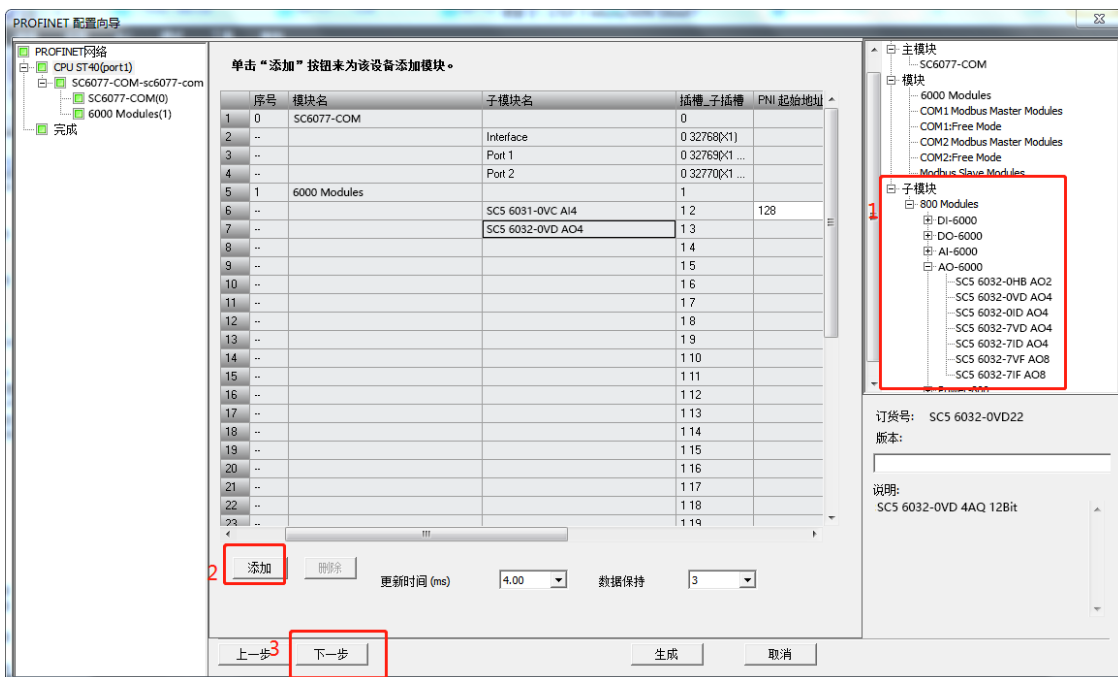 PROFINET 配置向导
PROFINET网络
CPU ST40(port1)
SC6077-COM-sc6077-com
SC6077-COM(0)
6000 Modules(1)
完成
单击“添加”按钮来为该设备添加模块。
序号 模块名 子模块名 插槽_子插槽 PNI 起始地址
1 0 SC6077-COM 0
2 -- Interface 0 32768(X1)
3 -- Port 1 0 32769(X1 ...
4 -- Port 2 0 32770(X1 ...
5 1 6000 Modules 1
6 -- SC5 6031-0VC AI4 1 2 128
7 -- SC5 6032-0VD AO4 1 3
8 -- 1 4
9 -- 1 5
10 -- 1 6
11 -- 1 7
12 -- 1 8
13 -- 1 9
14 -- 1 10
15 -- 1 11
16 -- 1 12
17 -- 1 13
18 -- 1 14
19 -- 1 15
20 -- 1 16
21 -- 1 17
22 -- 1 18
23 -- 1 19
2
添加
删除
更新时间 (ms) 4.00
数据保持 3
上一步
3
下一步
生成
取消
主模块
SC6077-COM
模块
6000 Modules
COM1 Modbus Master Modules
COM1:Free Mode
COM2 Modbus Master Modules
COM2:Free Mode
Modbus Slave Modules
1
子模块
800 Modules
DI-6000
DO-6000
AI-6000
AO-6000
SC5 6032-0HB AO2
SC5 6032-0VD AO4
SC5 6032-0ID AO4
SC5 6032-7VD AO4
SC5 6032-7ID AO4
SC5 6032-7VF AO8
SC5 6032-7IF AO8
订货号: SC5 6032-0VD22
版本:
说明:
SC5 6032-0VD 4AQ 12Bit